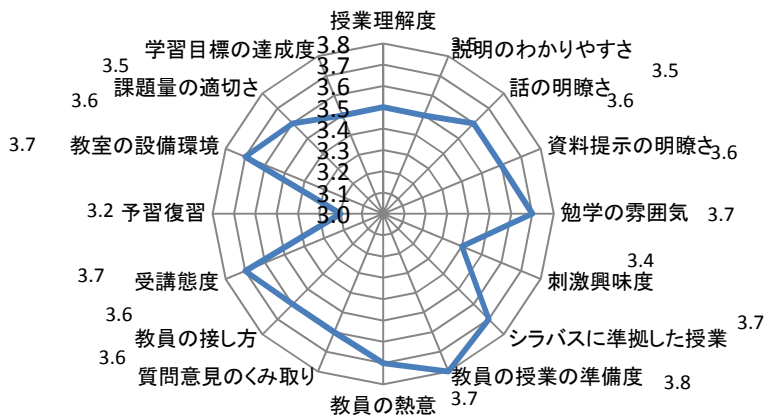 授業理解度
3.5
説明のわかりやすさ
3.5
話の明瞭さ
3.6
資料提示の明瞭さ
3.6
勉学の雰囲気
3.7
刺激興味度
3.4
シラバスに準拠した授業
3.7
教員の授業の準備度
3.8
教員の熱意
3.7
質問意見のくみ取り
3.6
教員の接し方
3.6
受講態度
3.7
予習復習
3.2
教室の設備環境
3.7
課題量の適切さ
3.6
学習目標の達成度
3.5
3.8
3.7
3.6
3.5
3.4
3.3
3.2
3.1
3.0